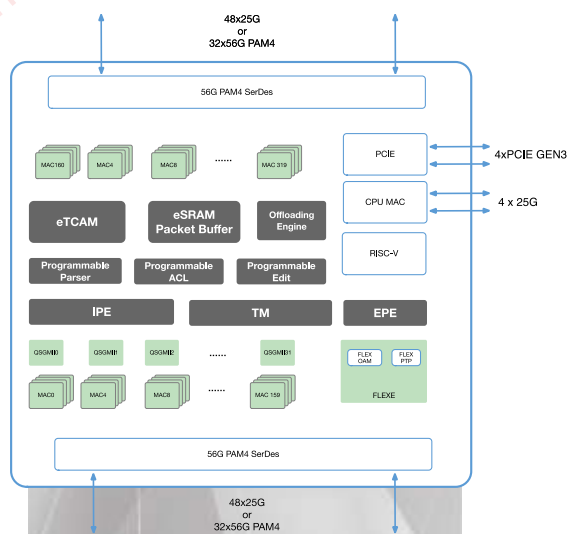 48x25G
or
32x56G PAM4
56G PAM4 SerDes
MAC160
MAC4
MAC8
......
MAC 319
PCIE
4xPCIE GEN3
CPU MAC
4 x 25G
RISC-V
eTCAM
eSRAM
Packet Buffer
Offloading
Engine
Programmable
Parser
Programmable
ACL
Programmable
Edit
IPE
TM
EPE
QSGMII0
QSGMII1
QSGMII2
......
QSGMII31
MAC0
MAC4
MAC8
......
MAC 159
FLEX
OAM
FLEX
PTP
FLEXE
56G PAM4 SerDes
48x25G
or
32x56G PAM4